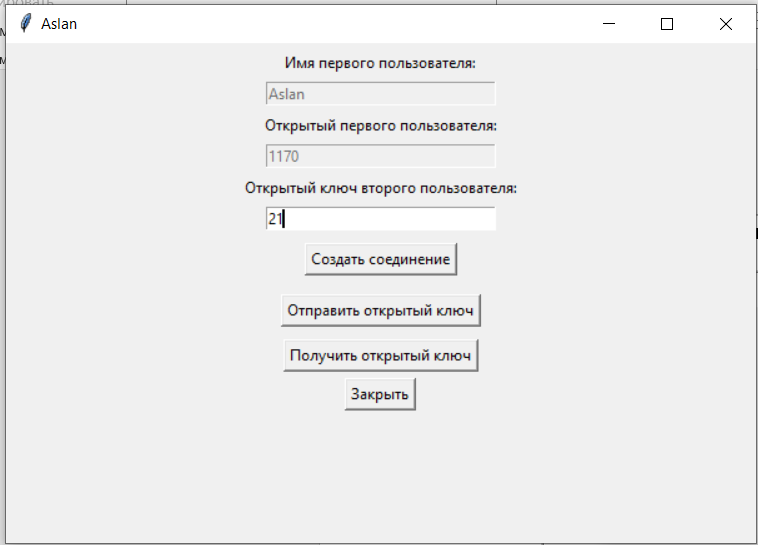 Aslan
Имя первого пользователя:
Aslan
Открытый первого пользователя:
1170
Открытый ключ второго пользователя:
21
Создать соединение
Отправить открытый ключ
Получить открытый ключ
Закрыть